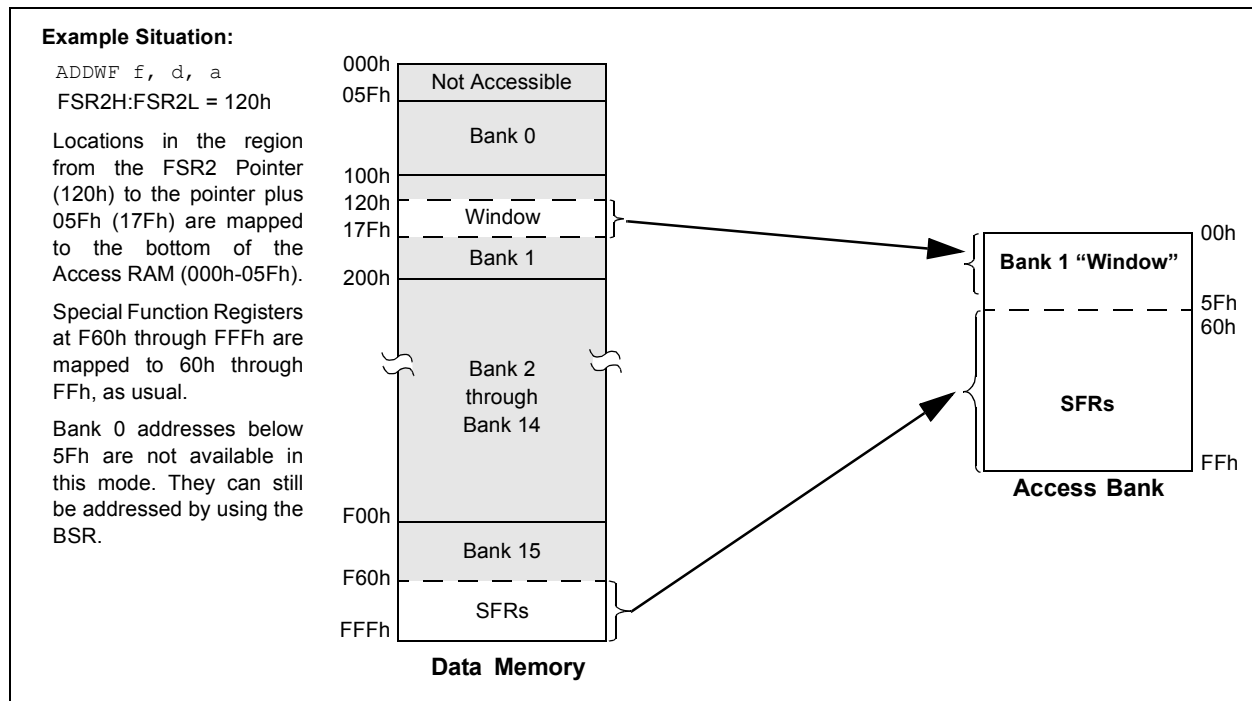 Example Situation:
ADDWF f, d, a
FSR2H:FSR2L = 120h
Locations in the region
from the FSR2 Pointer
(120h) to the pointer plus
05Fh (17Fh) are mapped
to the bottom of the
Access RAM (000h-05Fh).
Special Function Registers
at F60h through FFFh are
mapped to 60h through
FFh, as usual.
Bank 0 addresses below
5Fh are not available in
this mode. They can still
be addressed by using the
BSR.
000h
Not Accessible
05Fh
Bank 0
100h
120h
Window
17Fh
Bank 1
200h
Bank 2
through
Bank 14
F00h
Bank 15
F60h
SFRs
FFFh
Data Memory
00h
Bank 1 “Window”
5Fh
60h
SFRs
FFh
Access Bank